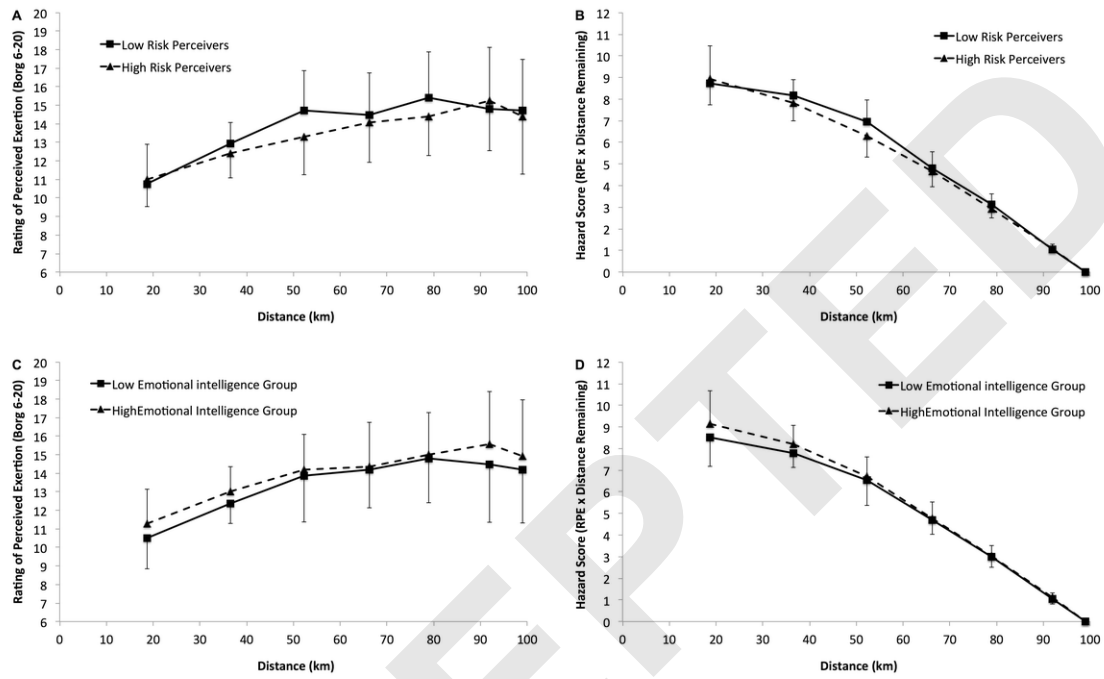 A
Rating of Perceived Exertion (Borg 6-20)
20
19
18
17
16
15
14
13
12
11
10
9
8
7
6
Low Risk Perceivers
High Risk Perceivers
0 10 20 30 40 50 60 70 80 90 100
Distance (km)
B
Hazard Score (RPE x Distance Remaining)
12
11
10
9
8
7
6
5
4
3
2
1
0
Low Risk Perceivers
High Risk Perceivers
0 10 20 30 40 50 60 70 80 90 100
Distance (km)
C
Rating of Perceived Exertion (Borg 6-20)
20
19
18
17
16
15
14
13
12
11
10
9
8
7
6
Low Emotional intelligence Group
HighEmotional Intelligence Group
0 10 20 30 40 50 60 70 80 90 100
Distance (km)
D
Hazard Score (RPE x Distance Remaining)
12
11
10
9
8
7
6
5
4
3
2
1
0
Low Emotional intelligence Group
HighEmotional Intelligence Group
0 10 20 30 40 50 60 70 80 90 100
Distance (km)
EPTED